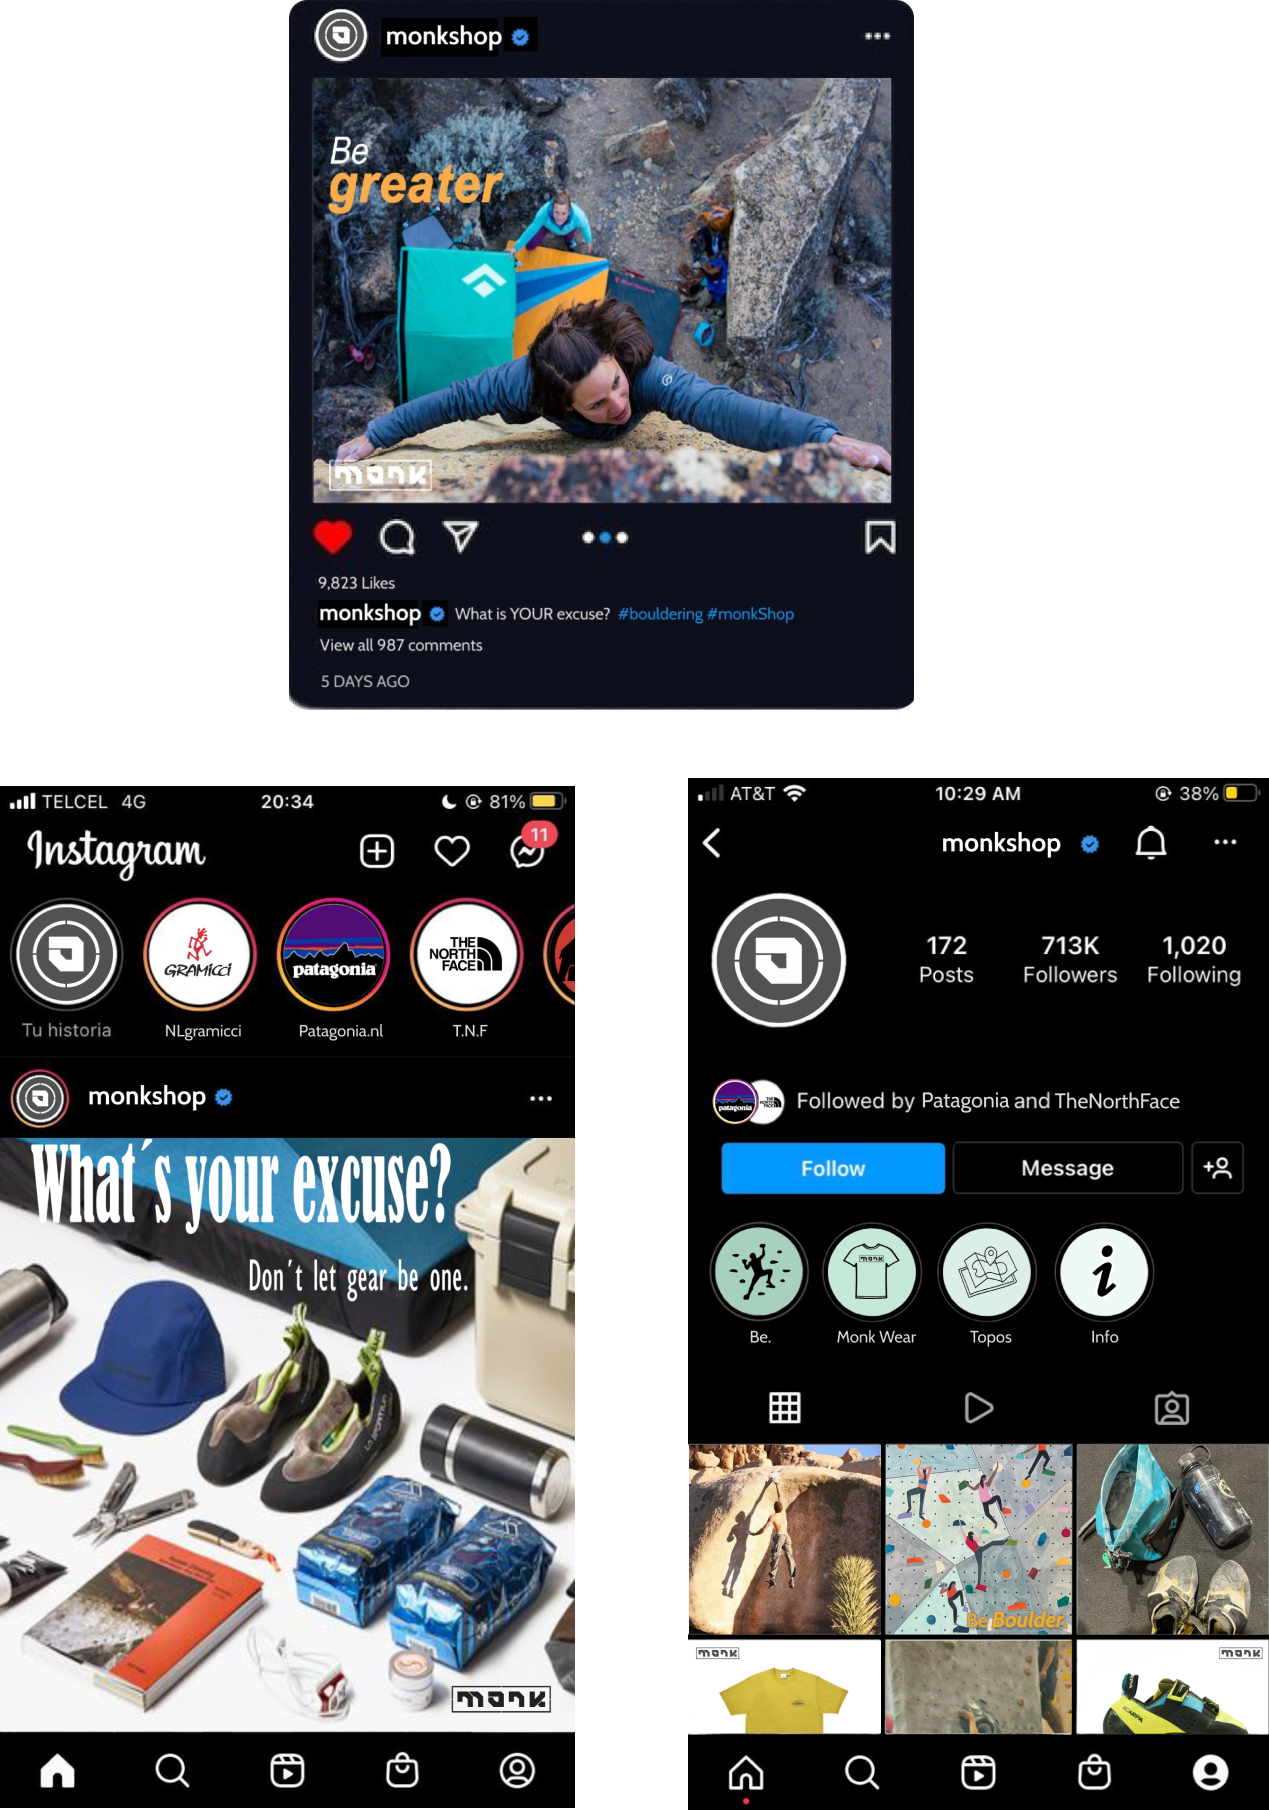 monkshop
Be
greater
monk
9,823 Likes
monkshop What is YOUR excuse? #bouldering #monkShop
View all 987 comments
5 DAYS AGO
TELCEL 4G 20:34 81%
Instagram 11
GRAMICCI
patagonia
THE
NORTH
FACE
Tu historia NLgramicci Patagonia.nl T.N.F
monkshop
What´s your excuse?
Don´t let gear be one.
LA SPORTIVA
monk
AT&T 10:29 AM 38%
monkshop
172 713K 1,020
Posts Followers Following
patagonia
Followed by Patagonia and TheNorthFace
Follow Message
monk
i
Be. Monk Wear Topos Info
Be Boulder.
monk monk
SCARPA